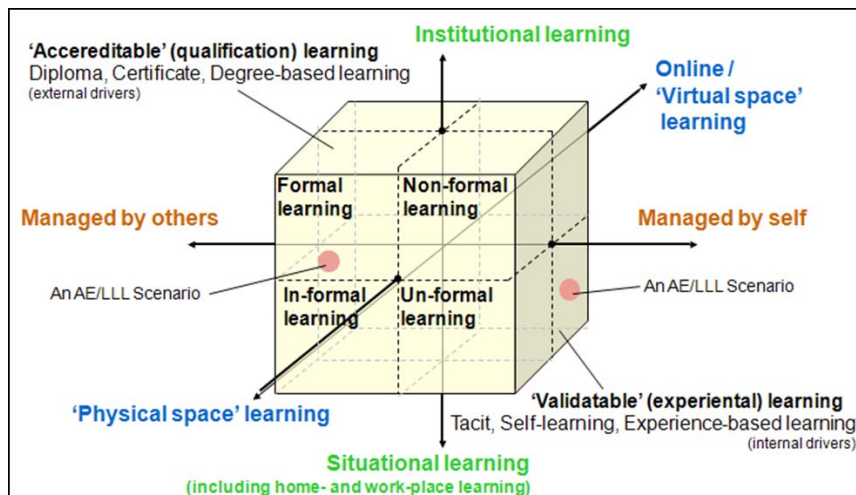 Institutional learning
'Accereditable' (qualification) learning
Diploma, Certificate, Degree-based learning
(external drivers)
Online /
'Virtual space'
learning
Formal
learning
Non-formal
learning
Managed by others
Managed by self
An AE/LLL Scenario
An AE/LLL Scenario
In-formal
learning
Un-formal
learning
'Physical space' learning
'Validatable' (experiental) learning
Tacit, Self-learning, Experience-based learning
(internal drivers)
Situational learning
(including home- and work-place learning)